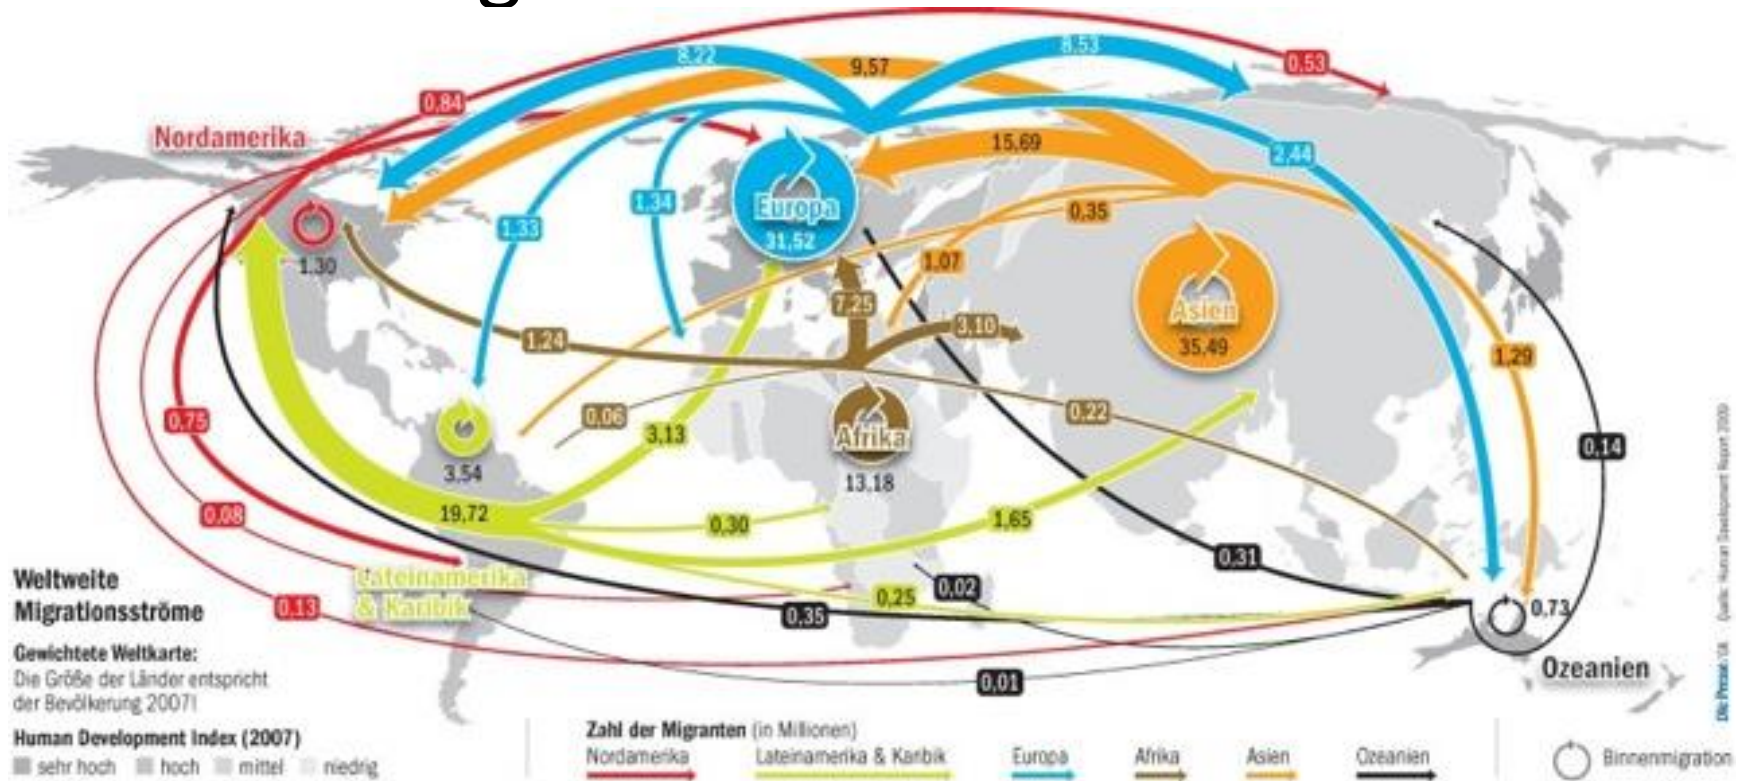 8,22
8,53
9,57
0,53
0,84
Nordamerika
15,69
2,44
1,33
1,34
Europa
31,52
0,35
1,07
1,30
7,25
3,10
Asien
35,49
1,24
1,29
0,06
0,22
0,75
3,13
Afrika
13,18
0,14
3,54
19,72
0,30
1,65
0,08
0,31
Lateinamerika
& Karibik
0,02
0,25
0,13
0,35
0,73
0,01
Ozeanien
Weltweite
Migrationsströme
Gewichtete Weltkarte:
Die Größe der Länder entspricht
der Bevölkerung 2007!
Human Development Index (2007)
sehr hoch hoch mittel niedrig
Zahl der Migranten (in Millionen)
Nordamerika Lateinamerika & Karibik Europa Afrika Asien Ozeanien
Binnenmigration
Die Presse/GK Quelle: Human Development Report 2009